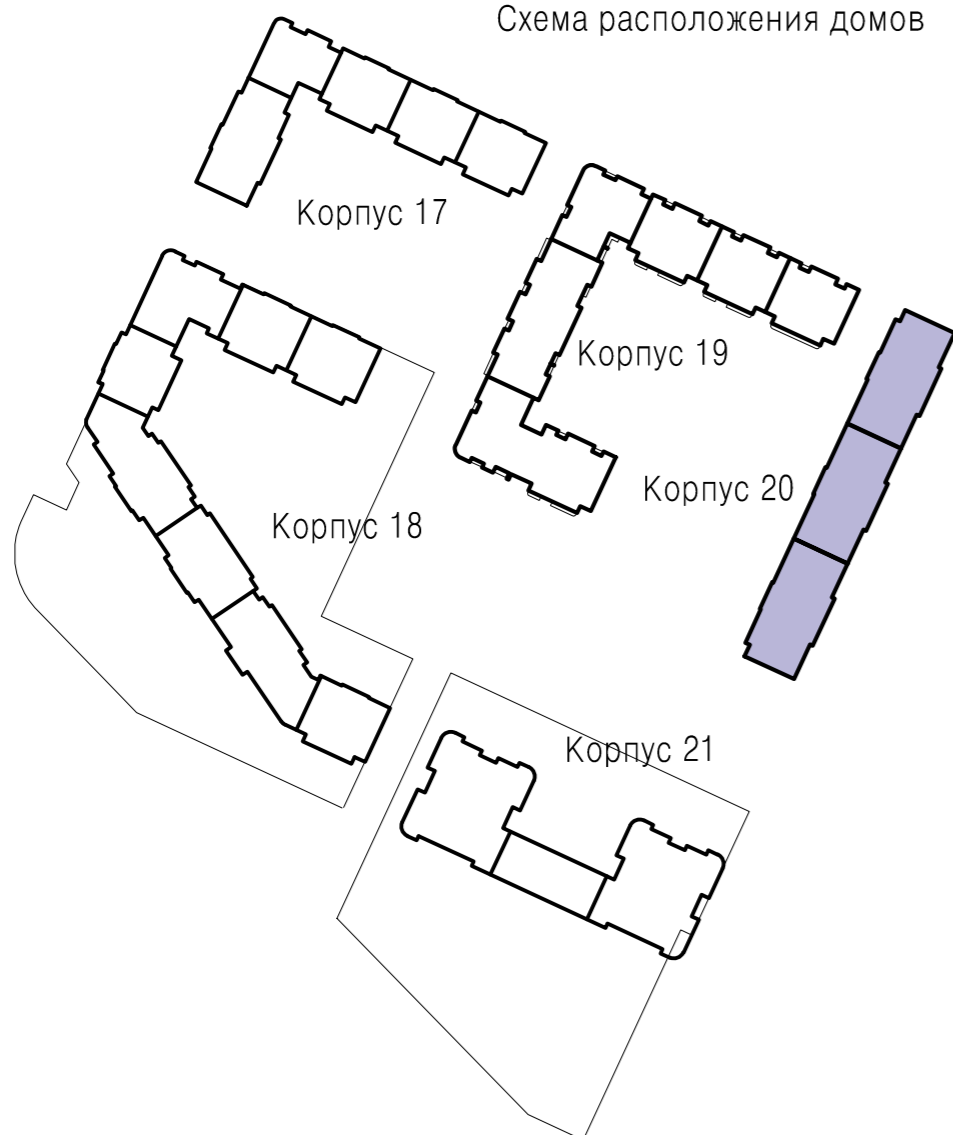 Схема расположения домов
Корпус 17
Корпус 19
Корпус 20
Корпус 18
Корпус 21